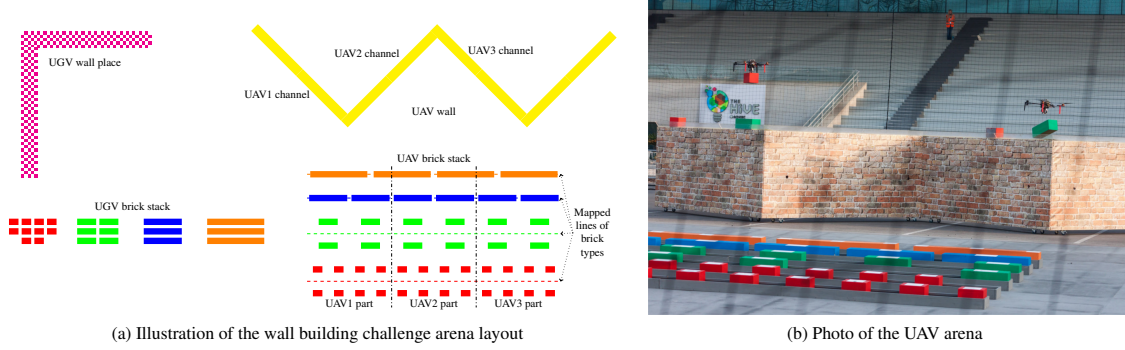 UGV wall place
UAV2 channel
UAV3 channel
UAV1 channel
UAV wall
UAV brick stack
UGV brick stack
Mapped
lines of
brick
types
UAV1 part
UAV2 part
UAV3 part
THE
HIVE
(a) Illustration of the wall building challenge arena layout
(b) Photo of the UAV arena